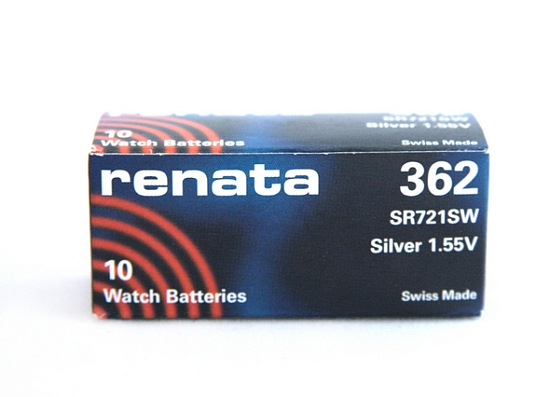 SR721SW
10
Silver 1.55V
Watch Batteries
Swiss Made
renata
362
SR721SW
Silver 1.55V
10
Watch Batteries
Swiss Made